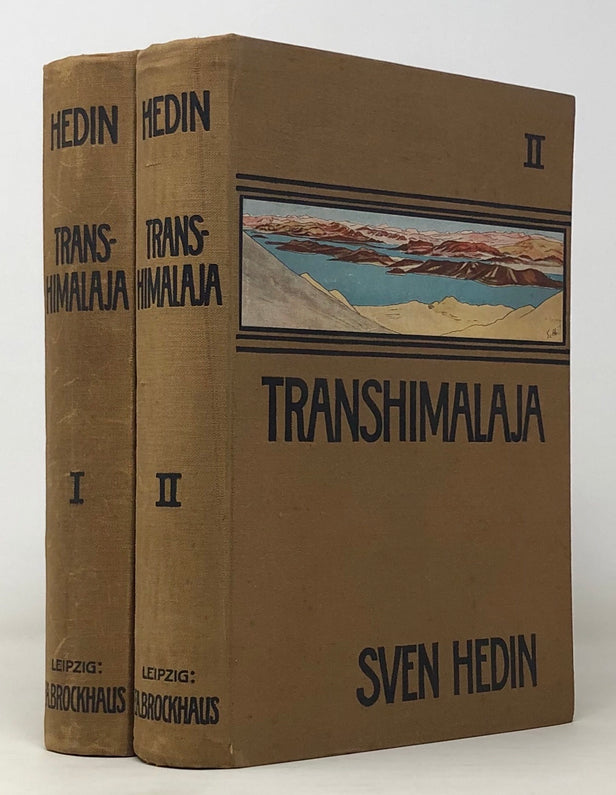 HEDIN
TRANS-
HIMALAJA
I
LEIPZIG:
BROCKHAUS
HEDIN
TRANS-
HIMALAJA
II
LEIPZIG:
BROCKHAUS
II
TRANSHIMALAJA
SVEN HEDIN